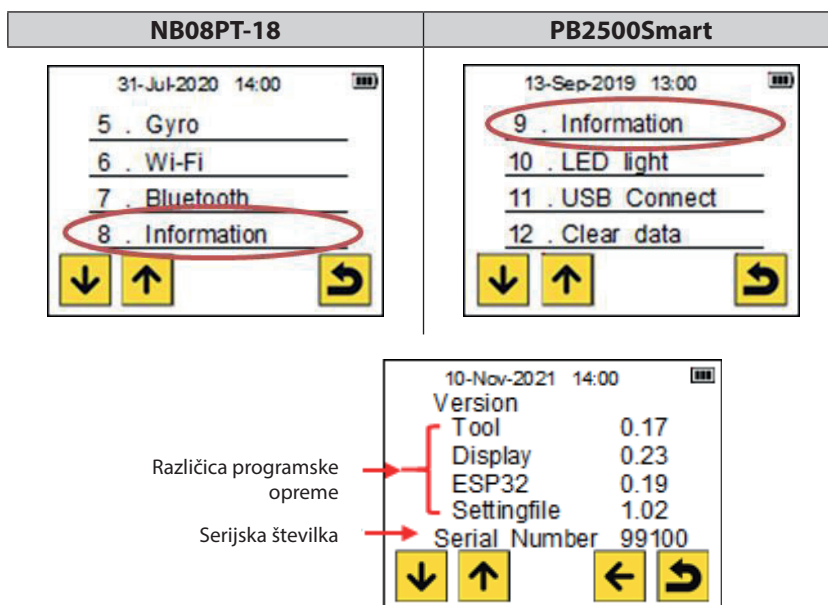 NB08PT-18
PB2500Smart
31-Jul-2020 14:00
5 . Gyro
6 . Wi-Fi
7 . Bluetooth
8 . Information
13-Sep-2019 13:00
9 . Information
10 . LED light
11 . USB Connect
12 . Clear data
10-Nov-2021 14:00
Version
Tool 0.17
Display 0.23
ESP32 0.19
Settingfile 1.02
Serial Number 99100
Različica programske
opreme
Serijska številka